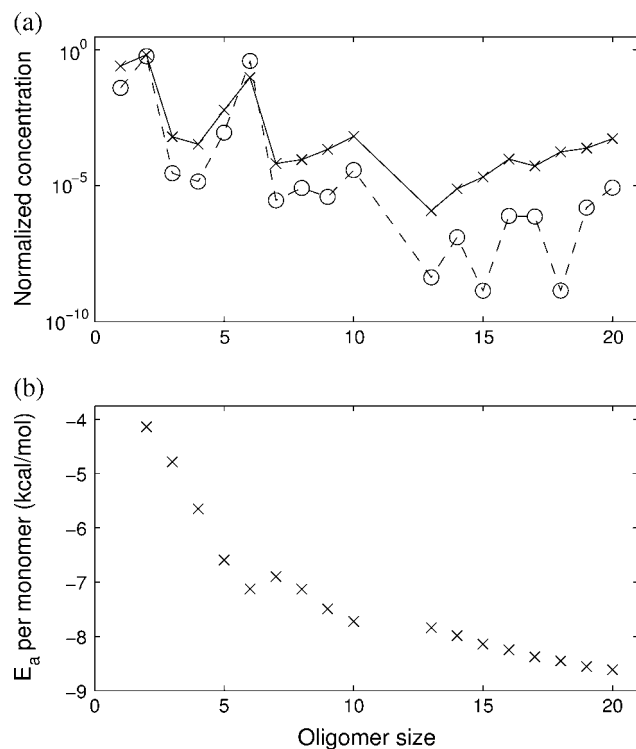 (a)
Normalized concentration
10^0
10^-5
10^-10
0 5 10 15 20
(b)
E_a per monomer (kcal/mol)
−4
−5
−6
−7
−8
−9
0 5 10 15 20
Oligomer size